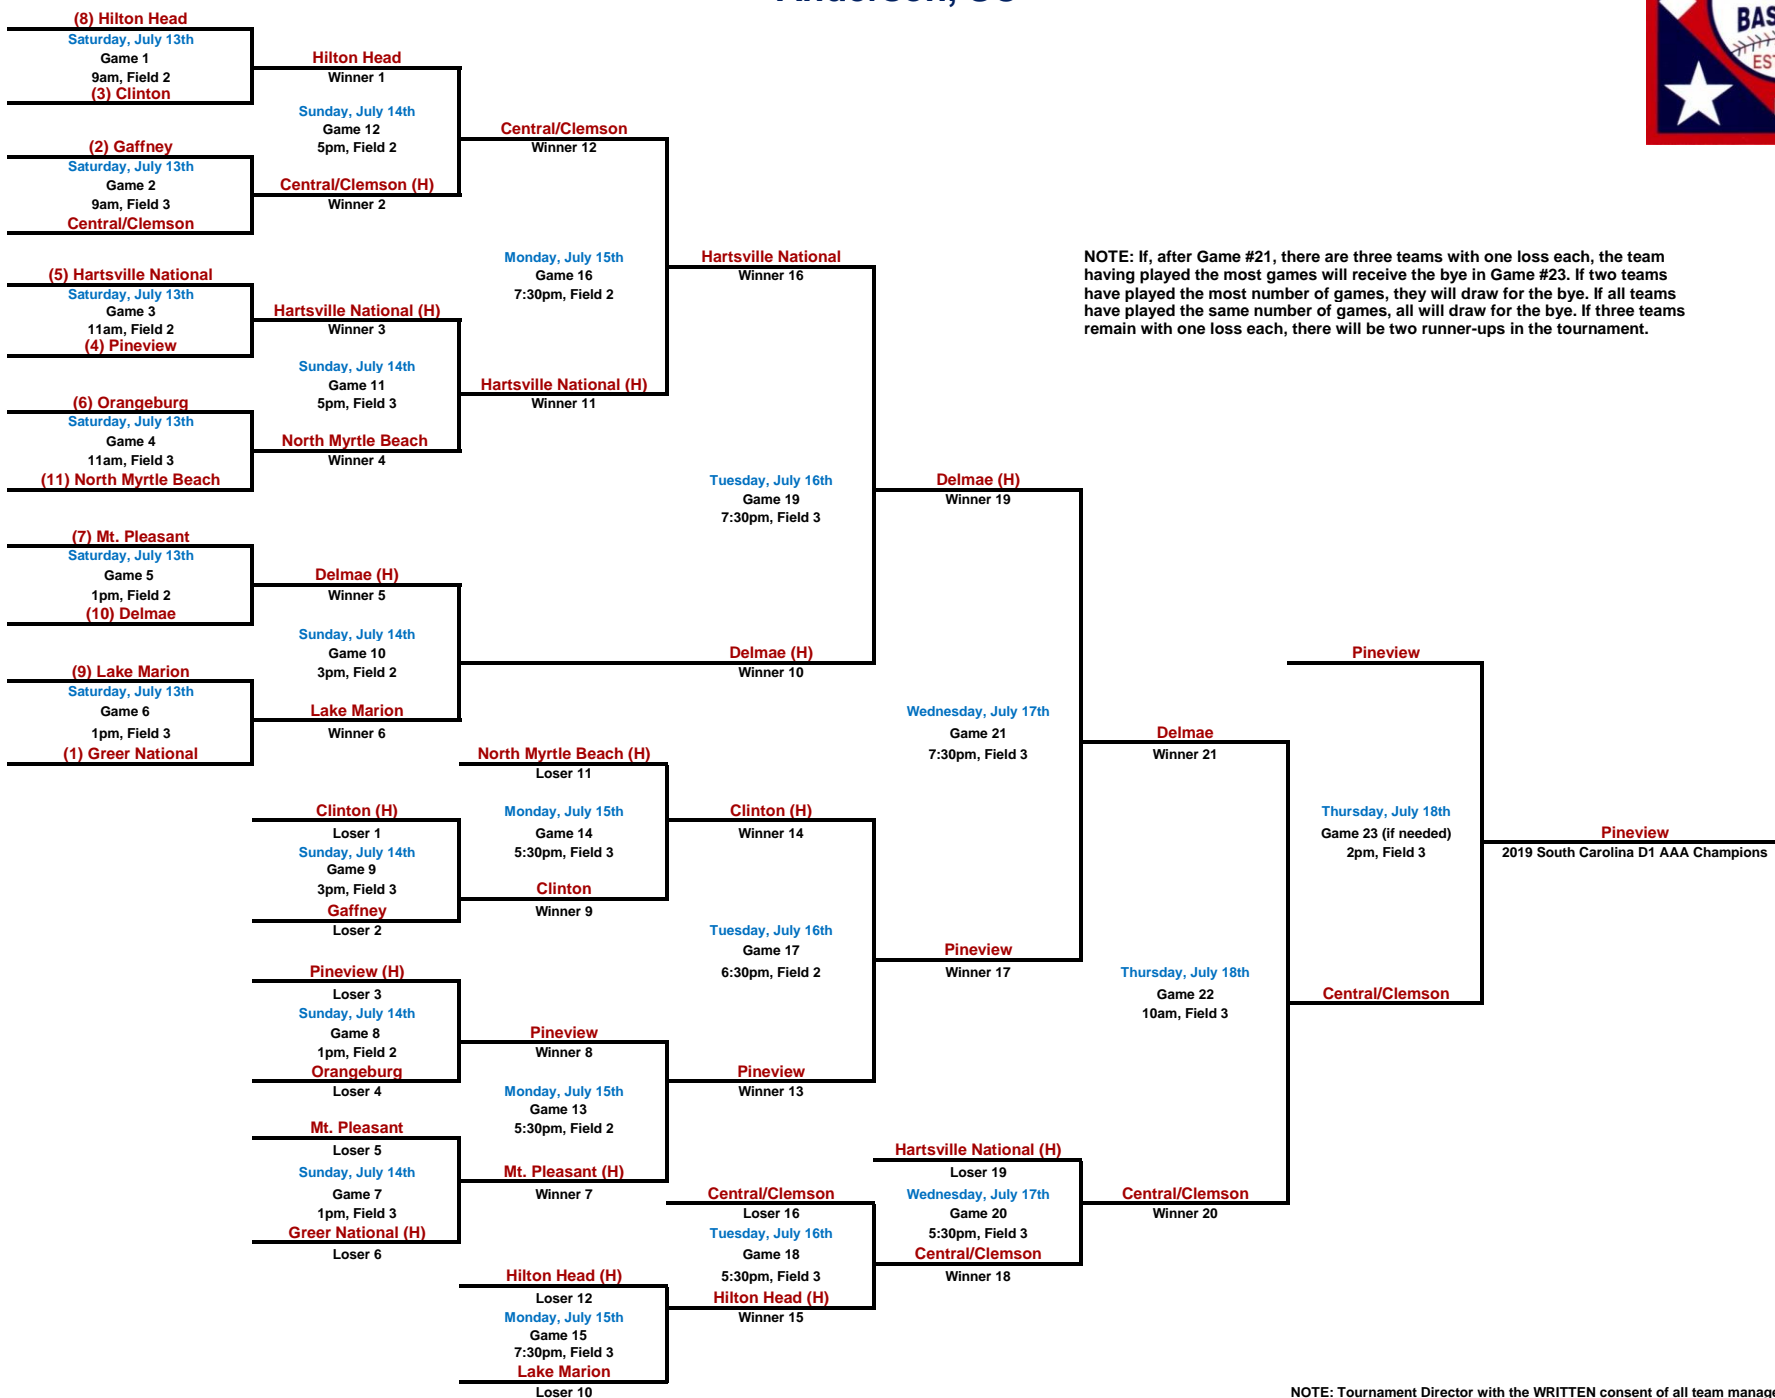 Anderson, SC
BAS
EST
(8) Hilton Head
Saturday, July 13th
Game 1
9am, Field 2
(3) Clinton
(2) Gaffney
Saturday, July 13th
Game 2
9am, Field 3
Central/Clemson
(5) Hartsville National
Saturday, July 13th
Game 3
11am, Field 2
(4) Pineview
(6) Orangeburg
Saturday, July 13th
Game 4
11am, Field 3
(11) North Myrtle Beach
(7) Mt. Pleasant
Saturday, July 13th
Game 5
1pm, Field 2
(10) Delmae
(9) Lake Marion
Saturday, July 13th
Game 6
1pm, Field 3
(1) Greer National
Hilton Head
Winner 1
Sunday, July 14th
Game 12
5pm, Field 2
Central/Clemson (H)
Winner 2
Hartsville National (H)
Winner 3
Sunday, July 14th
Game 11
5pm, Field 3
North Myrtle Beach
Winner 4
Delmae (H)
Winner 5
Sunday, July 14th
Game 10
3pm, Field 2
Lake Marion
Winner 6
Clinton (H)
Loser 1
Sunday, July 14th
Game 9
3pm, Field 3
Gaffney
Loser 2
Pineview (H)
Loser 3
Sunday, July 14th
Game 8
1pm, Field 2
Orangeburg
Loser 4
Mt. Pleasant
Loser 5
Sunday, July 14th
Game 7
1pm, Field 3
Greer National (H)
Loser 6
Central/Clemson
Winner 12
Monday, July 15th
Game 16
7:30pm, Field 2
Hartsville National (H)
Winner 11
North Myrtle Beach (H)
Loser 11
Monday, July 15th
Game 14
5:30pm, Field 3
Clinton
Winner 9
Pineview
Winner 8
Monday, July 15th
Game 13
5:30pm, Field 2
Mt. Pleasant (H)
Winner 7
Hilton Head (H)
Loser 12
Monday, July 15th
Game 15
7:30pm, Field 3
Lake Marion
Loser 10
Hartsville National
Winner 16
Tuesday, July 16th
Game 19
7:30pm, Field 3
Delmae (H)
Winner 10
Clinton (H)
Winner 14
Tuesday, July 16th
Game 17
6:30pm, Field 2
Pineview
Winner 13
Central/Clemson
Loser 16
Tuesday, July 16th
Game 18
5:30pm, Field 3
Hilton Head (H)
Winner 15
Delmae (H)
Winner 19
Wednesday, July 17th
Game 21
7:30pm, Field 3
Pineview
Winner 17
Hartsville National (H)
Loser 19
Wednesday, July 17th
Game 20
5:30pm, Field 3
Central/Clemson
Winner 18
NOTE: If, after Game #21, there are three teams with one loss each, the team
having played the most games will receive the bye in Game #23. If two teams
have played the most number of games, they will draw for the bye. If all teams
have played the same number of games, all will draw for the bye. If three teams
remain with one loss each, there will be two runner-ups in the tournament.
Delmae
Winner 21
Thursday, July 18th
Game 22
10am, Field 3
Central/Clemson
Winner 20
Pineview
Thursday, July 18th
Game 23 (if needed)
2pm, Field 3
Central/Clemson
Pineview
2019 South Carolina D1 AAA Champions
NOTE: Tournament Director with the WRITTEN consent of all team manage